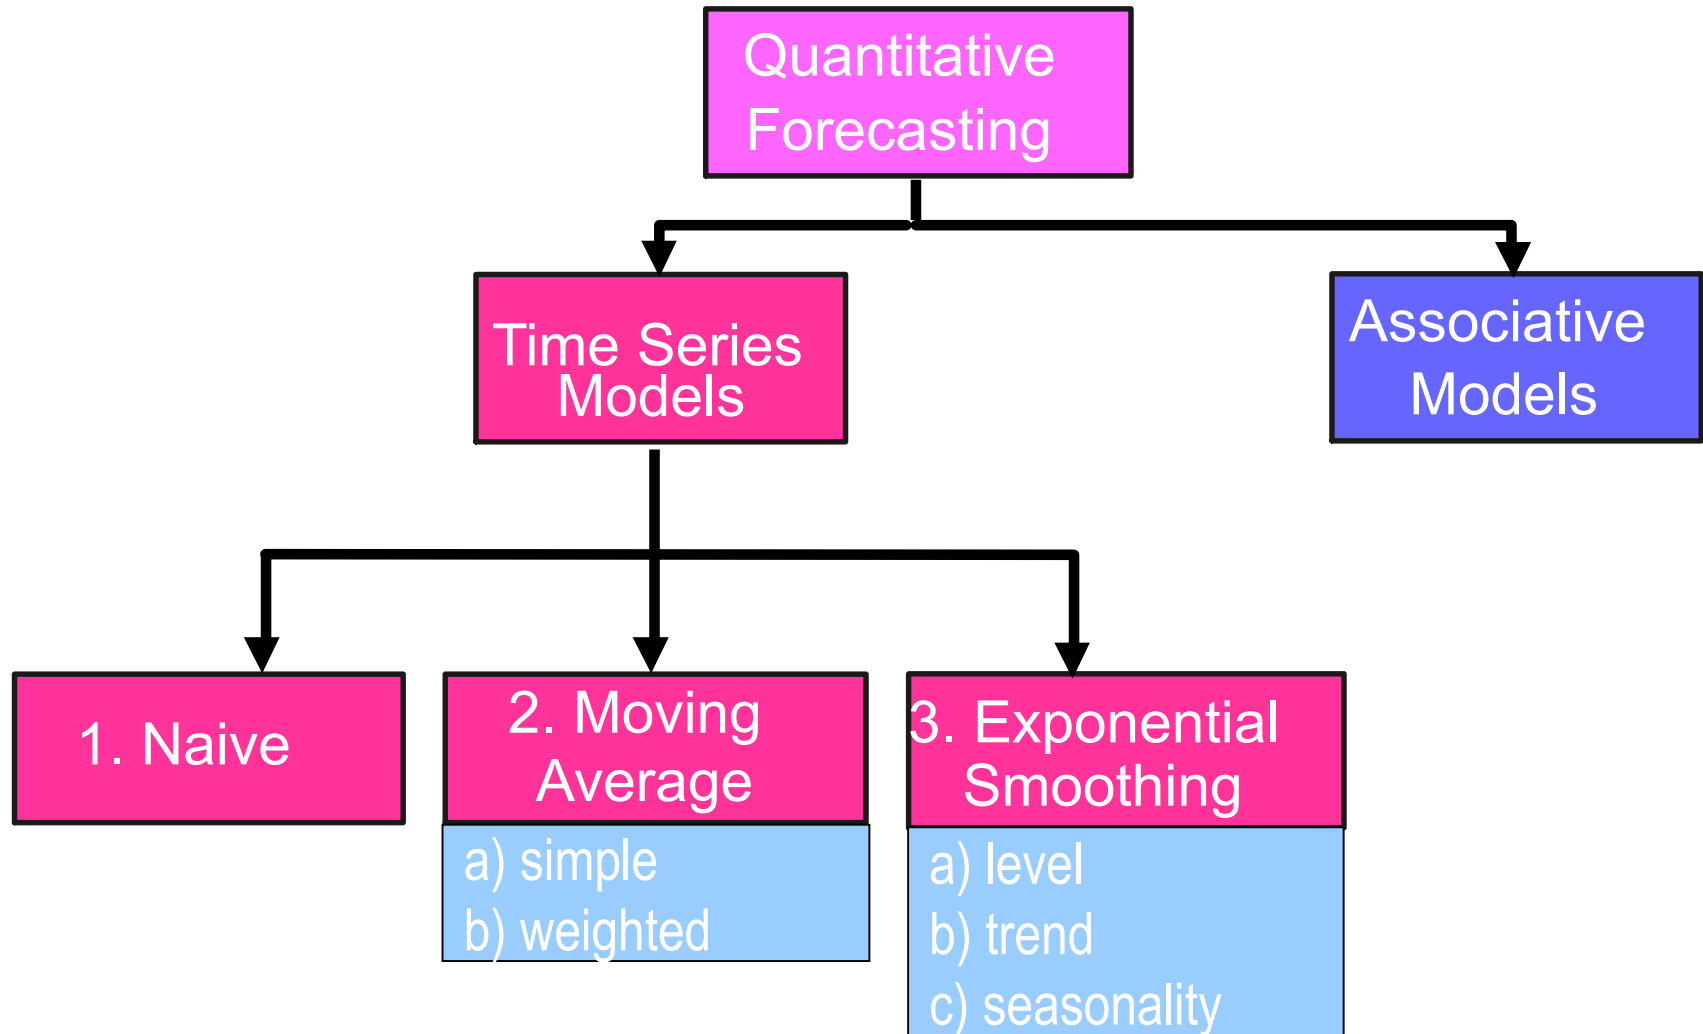 Quantitative
Forecasting
Time Series
Models
Associative
Models
1. Naive
2. Moving
Average
a) simple
b) weighted
3. Exponential
Smoothing
a) level
b) trend
c) seasonality